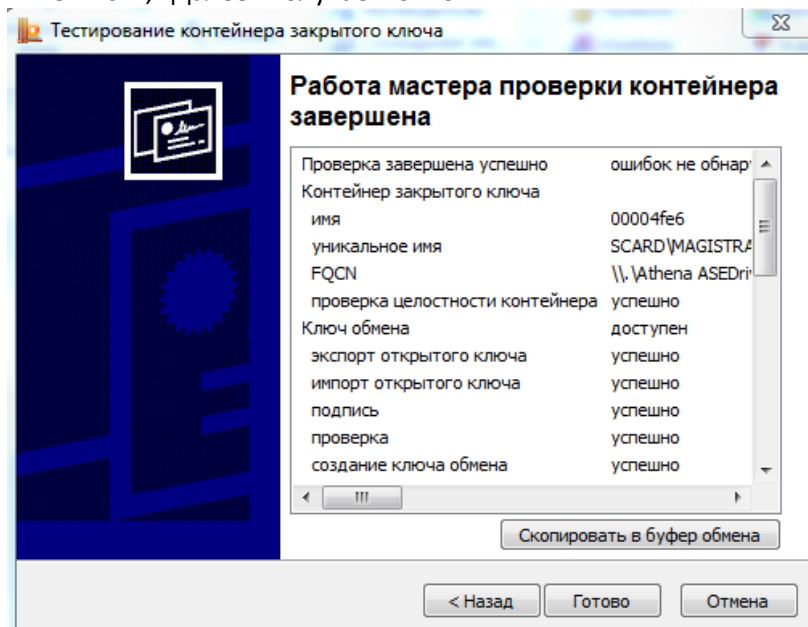 Тестирование контейнера закрытого ключа
Работа мастера проверки контейнера
завершена
Проверка завершена успешно ошибок не обнар
Контейнер закрытого ключа
имя 00004fe6
уникальное имя SCARD\MAGISTRA
FQCN \\.\Athena ASEDri
проверка целостности контейнера успешно
Ключ обмена доступен
экспорт открытого ключа успешно
импорт открытого ключа успешно
подпись успешно
проверка успешно
создание ключа обмена успешно
Скопировать в буфер обмена
< Назад Готово Отмена